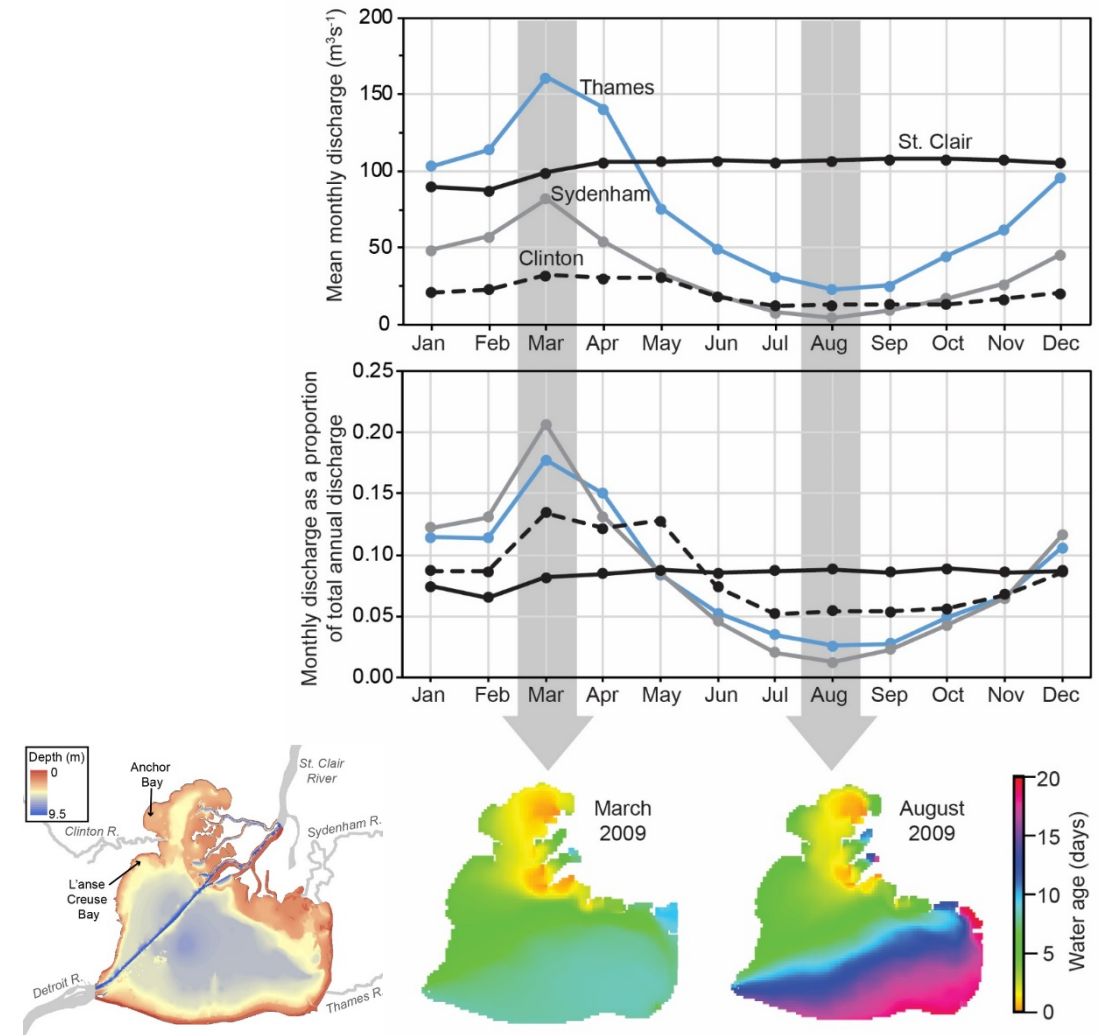 Mean monthly discharge (m³s⁻¹)
200
150
100
50
0
Thames
St. Clair
Sydenham
Clinton
Jan Feb Mar Apr May Jun Jul Aug Sep Oct Nov Dec
Monthly discharge as a proportion
of total annual discharge
0.25
0.20
0.15
0.10
0.05
0.00
Jan Feb Mar Apr May Jun Jul Aug Sep Oct Nov Dec
Depth (m)
0
9.5
Anchor
Bay
St. Clair
River
Clinton R.
Sydenham R.
L'anse
Creuse
Bay
Detroit R.
Thames R.
March
2009
August
2009
20
15
10
5
0
Water age (days)